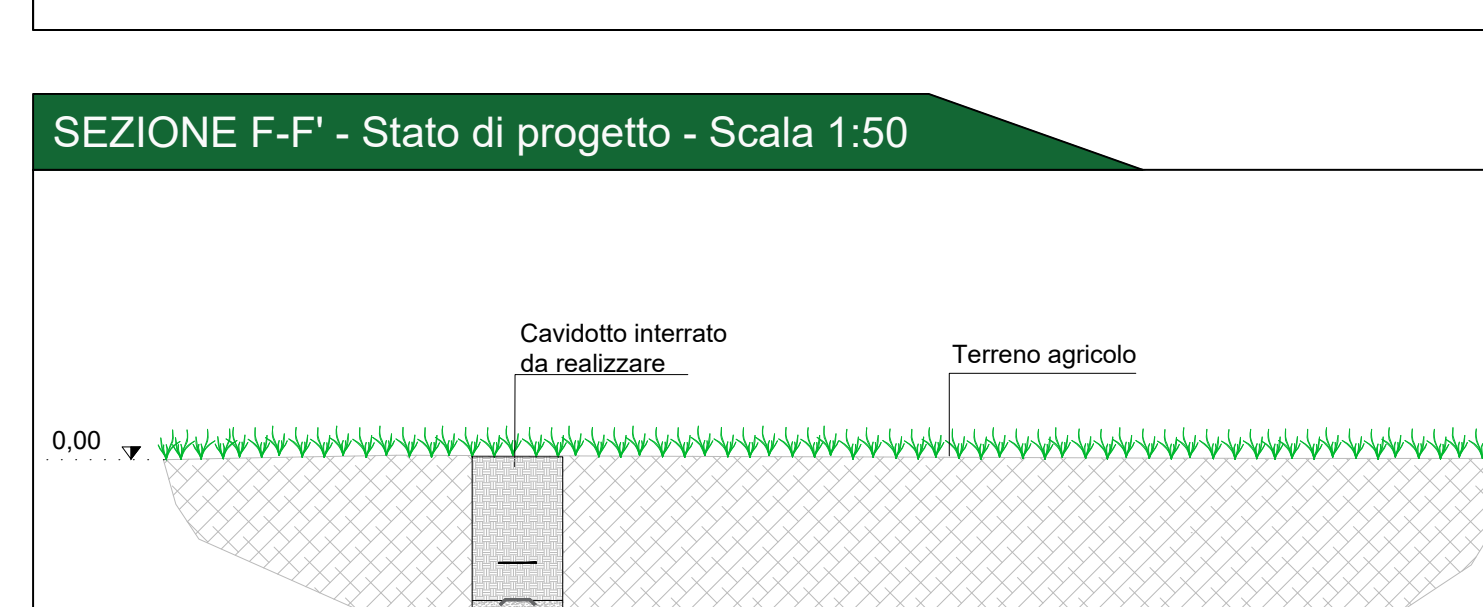 SEZIONE F-F' - Stato di progetto - Scala 1:50
Cavidotto interrato
da realizzare
Terreno agricolo
0,00